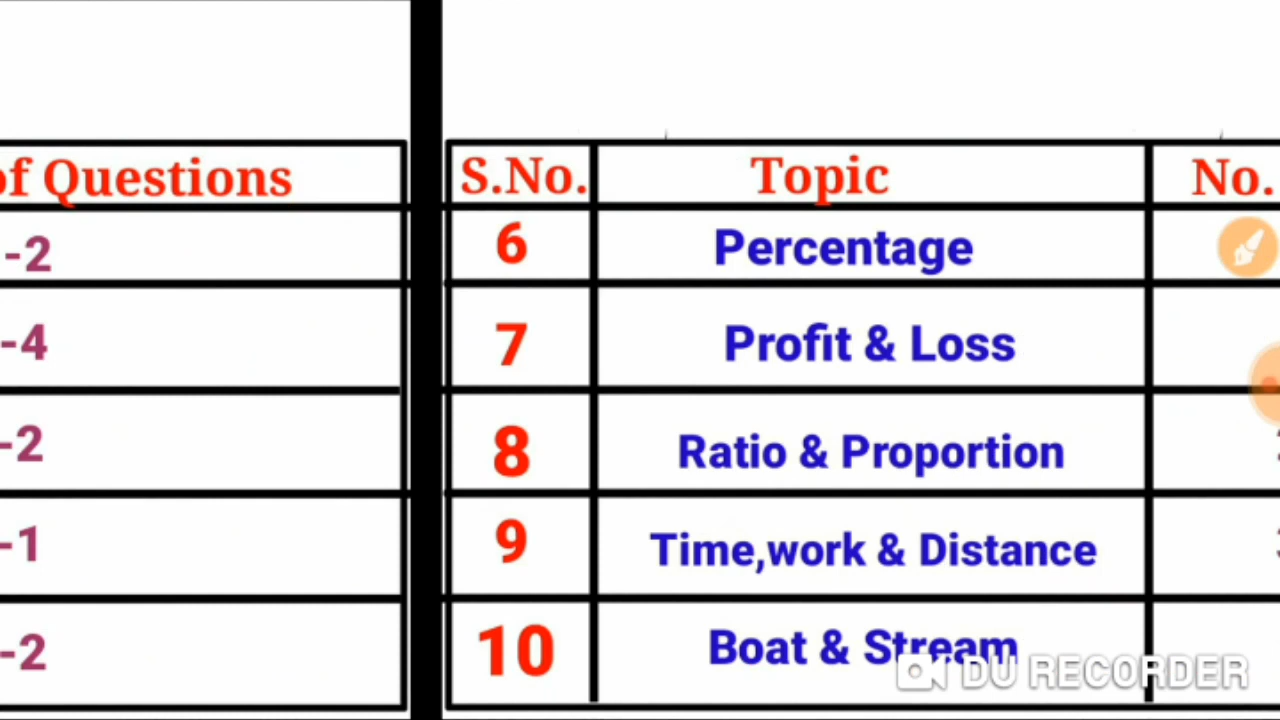 of Questions
-2
-4
-2
-1
-2
S.No. Topic No.
6 Percentage
7 Profit & Loss
8 Ratio & Proportion
9 Time,work & Distance
10 Boat & Stream
DU RECORDER